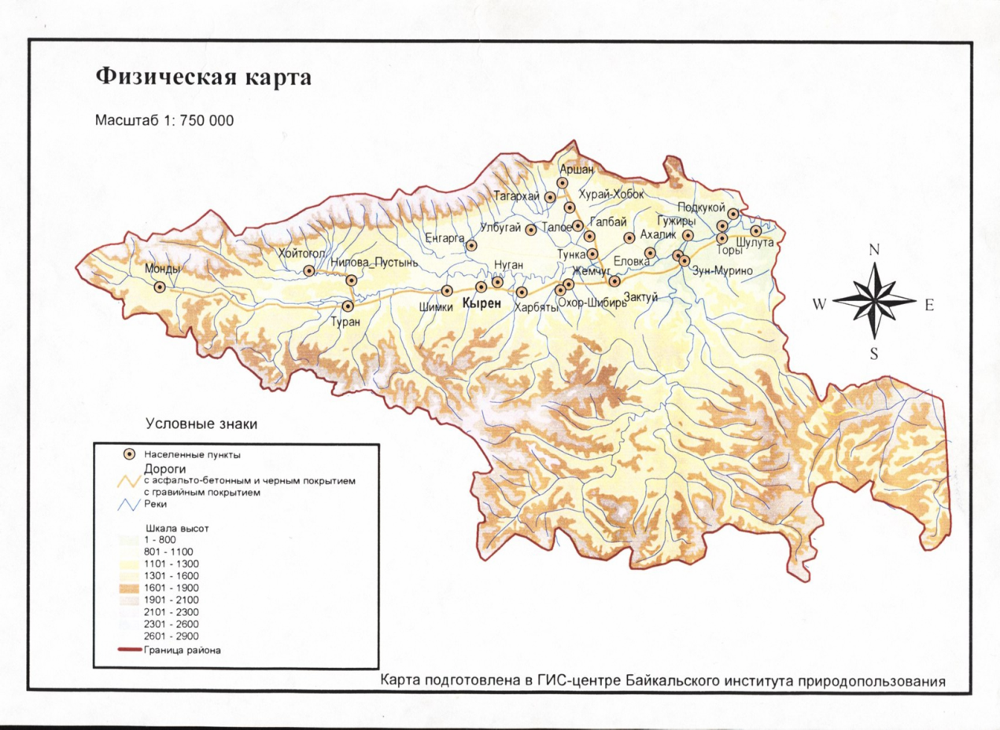 Физическая карта
Масштаб 1: 750 000
Аршан
Тагархай
Хурай-Хобок
Подкукой
Улбугай
Талое
Галбай
Гужиры
Енгарга
Ахалик
Шулута
Торы
Хойтогол
Нилова_Пустынь
Тунка
Еловка
Монды
Нуган
Жемчуг
Зун-Мурино
Шимки
Кырен
Харбяты
Охор-Шибирь
Зактуй
Туран
N
W
E
S
Условные знаки
Населенные пункты
Дороги
с асфальто-бетонным и черным покрытием
с гравийным покрытием
Реки
Шкала высот
1 - 800
801 - 1100
1101 - 1300
1301 - 1600
1601 - 1900
1901 - 2100
2101 - 2300
2301 - 2600
2601 - 2900
Граница района
Карта подготовлена в ГИС-центре Байкальского института природопользования